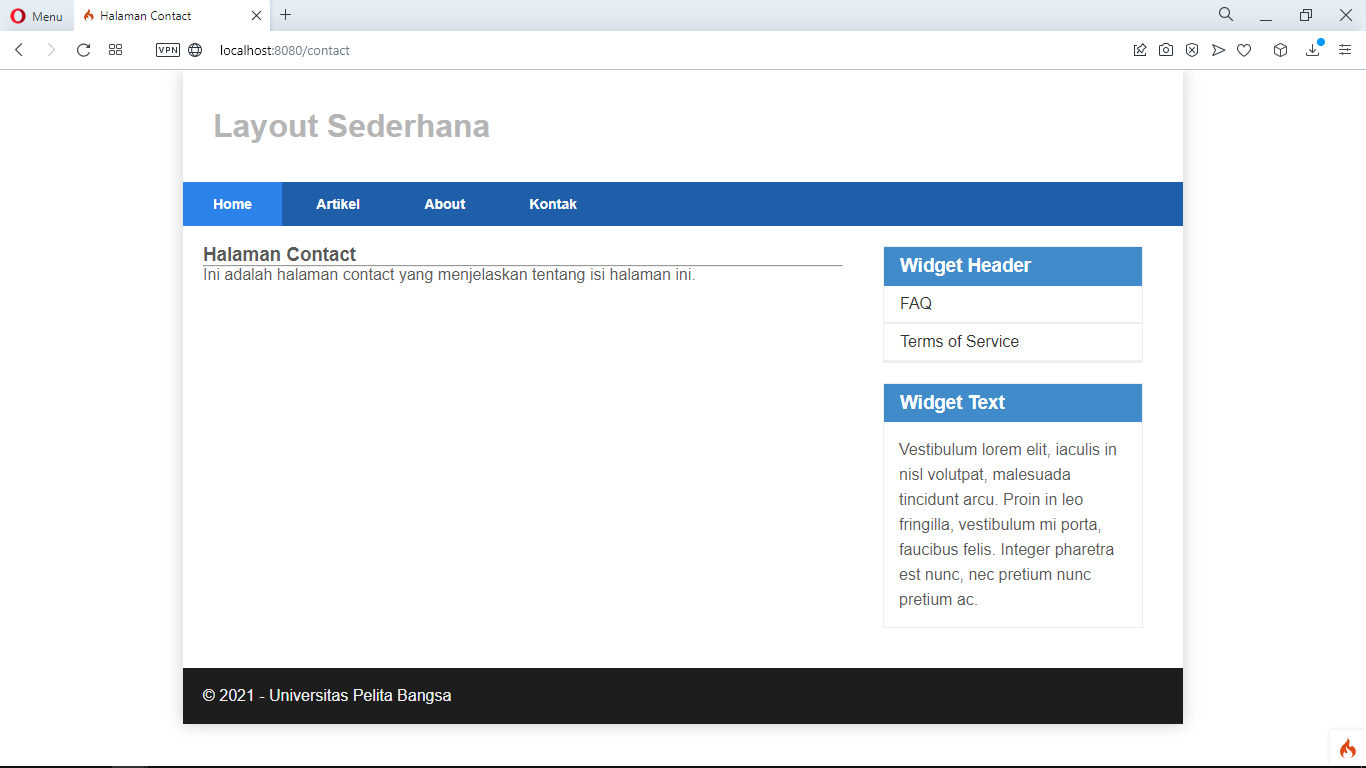 Menu
Halaman Contact
VPN
localhost:8080/contact
Layout Sederhana
Home Artikel About Kontak
Halaman Contact
Ini adalah halaman contact yang menjelaskan tentang isi halaman ini.
Widget Header
FAQ
Terms of Service
Widget Text
Vestibulum lorem elit, iaculis in
nisl volutpat, malesuada
tincidunt arcu. Proin in leo
fringilla, vestibulum mi porta,
faucibus felis. Integer pharetra
est nunc, nec pretium nunc
pretium ac.
© 2021 - Universitas Pelita Bangsa